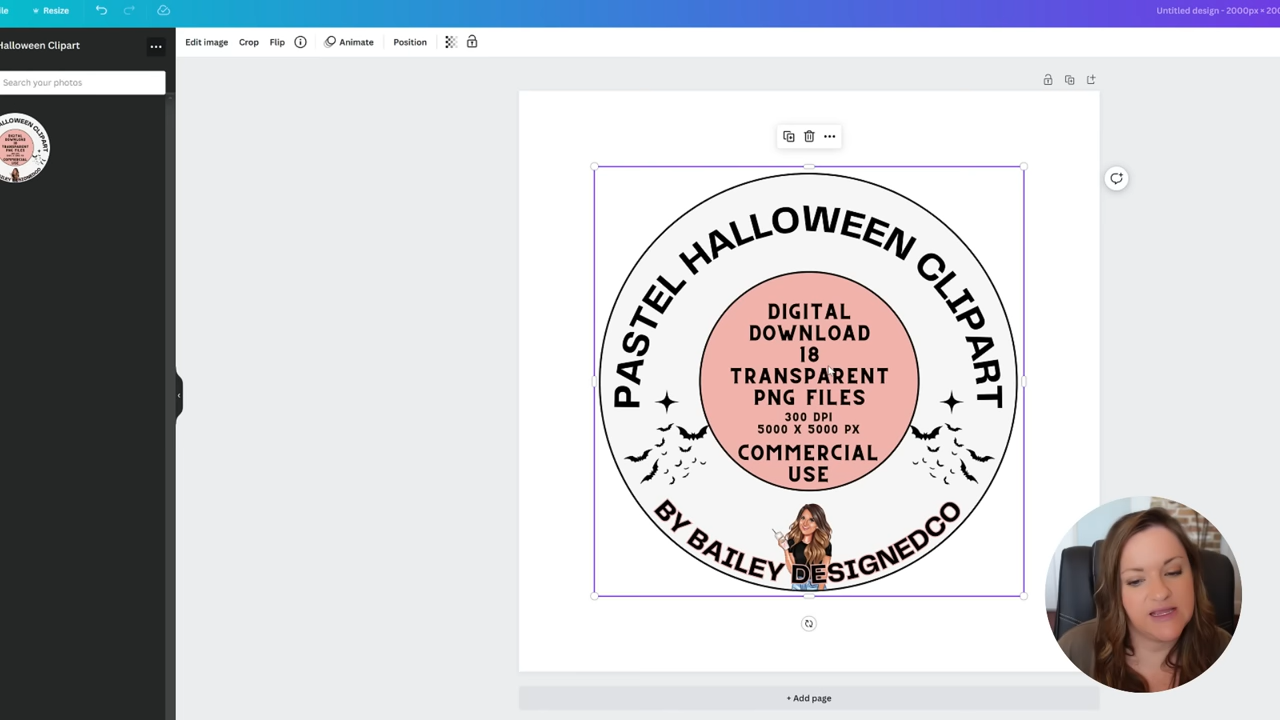 Resize
Untitled design - 2000px × 200
Halloween Clipart
Edit image Crop Flip Animate Position
Search your photos
PASTEL HALLOWEEN CLIPART
DIGITAL
DOWNLOAD
18
TRANSPARENT
PNG FILES
300 DPI
5000 X 5000 PX
COMMERCIAL
USE
BY BAILEY DESIGNEDCO
+ Add page